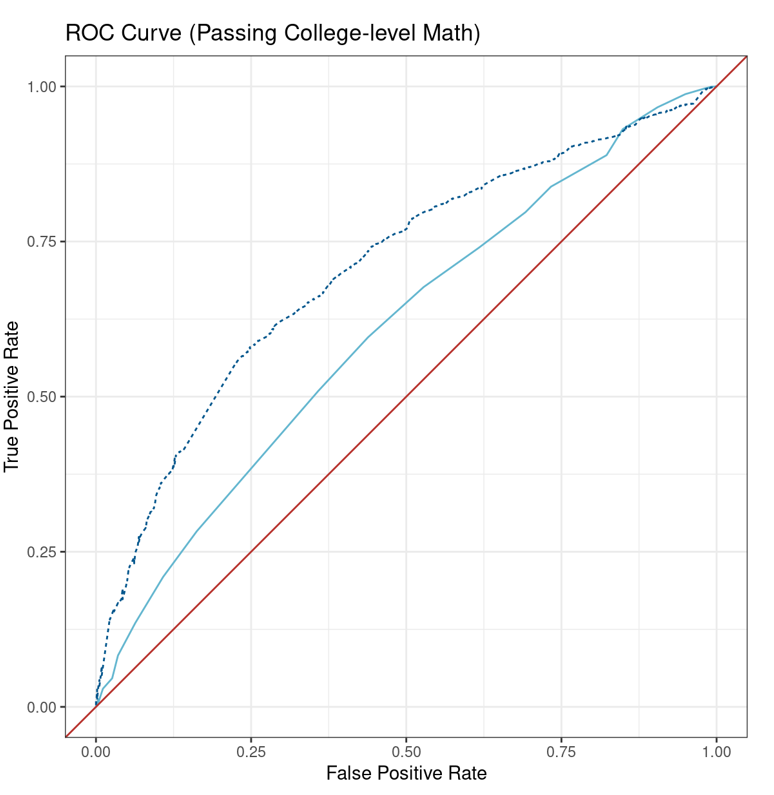 ROC Curve (Passing College-level Math)
1.00
0.75
0.50
0.25
0.00
True Positive Rate
0.00 0.25 0.50 0.75 1.00
False Positive Rate